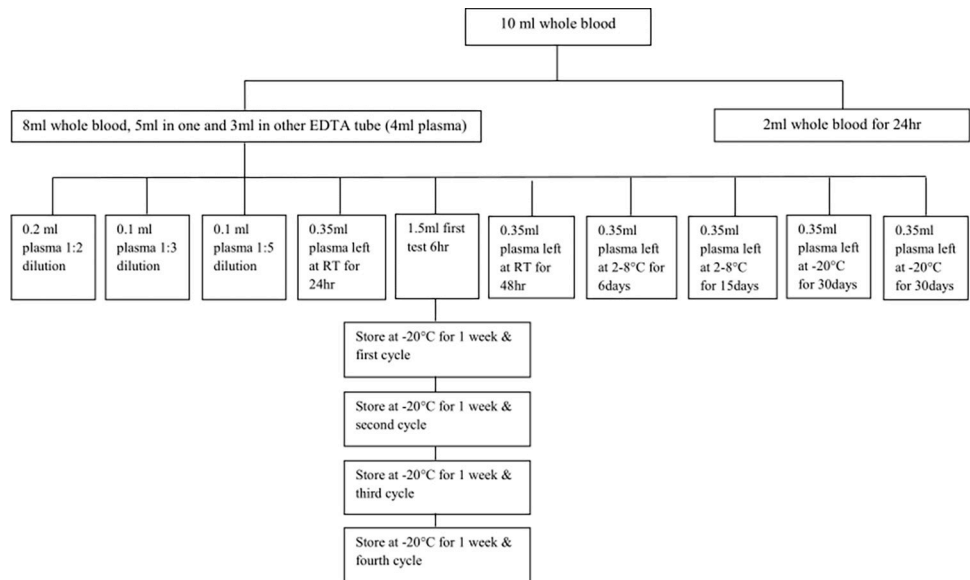 10 ml whole blood
8ml whole blood, 5ml in one and 3ml in other EDTA tube (4ml plasma)
2ml whole blood for 24hr
0.2 ml
plasma 1:2
dilution
0.1 ml
plasma 1:3
dilution
0.1 ml
plasma 1:5
dilution
0.35ml
plasma left
at RT for
24hr
1.5ml first
test 6hr
0.35ml
plasma left
at RT for
48hr
0.35ml
plasma left
at 2-8°C for
6days
0.35ml
plasma left
at 2-8°C
for 15days
0.35ml
plasma left
at -20°C
for 30days
0.35ml
plasma left
at -20°C
for 30days
Store at -20°C for 1 week &
first cycle
Store at -20°C for 1 week &
second cycle
Store at -20°C for 1 week &
third cycle
Store at -20°C for 1 week &
fourth cycle